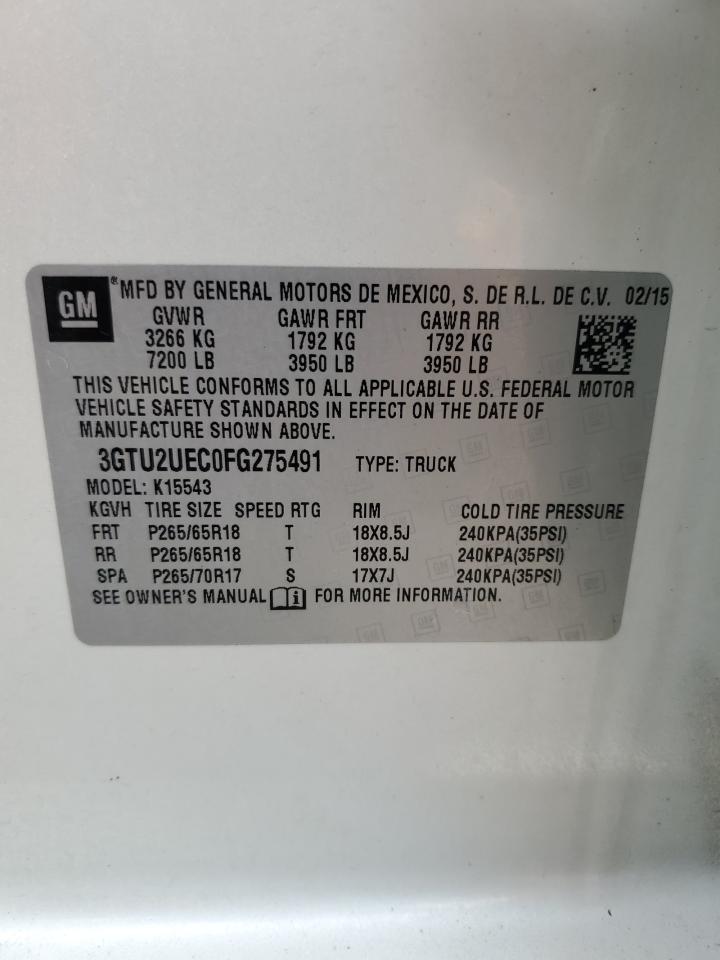 GM ® MFD BY GENERAL MOTORS DE MEXICO, S. DE R.L. DE C.V. 02/15
GVWR GAWR FRT GAWR RR
3266 KG 1792 KG 1792 KG
7200 LB 3950 LB 3950 LB
THIS VEHICLE CONFORMS TO ALL APPLICABLE U.S. FEDERAL MOTOR
VEHICLE SAFETY STANDARDS IN EFFECT ON THE DATE OF
MANUFACTURE SHOWN ABOVE.
3GTU2UEC0FG275491 TYPE: TRUCK
MODEL: K15543
KGVH TIRE SIZE SPEED RTG RIM COLD TIRE PRESSURE
FRT P265/65R18 T 18X8.5J 240KPA(35PSI)
RR P265/65R18 T 18X8.5J 240KPA(35PSI)
SPA P265/70R17 S 17X7J 240KPA(35PSI)
SEE OWNER'S MANUAL i FOR MORE INFORMATION.